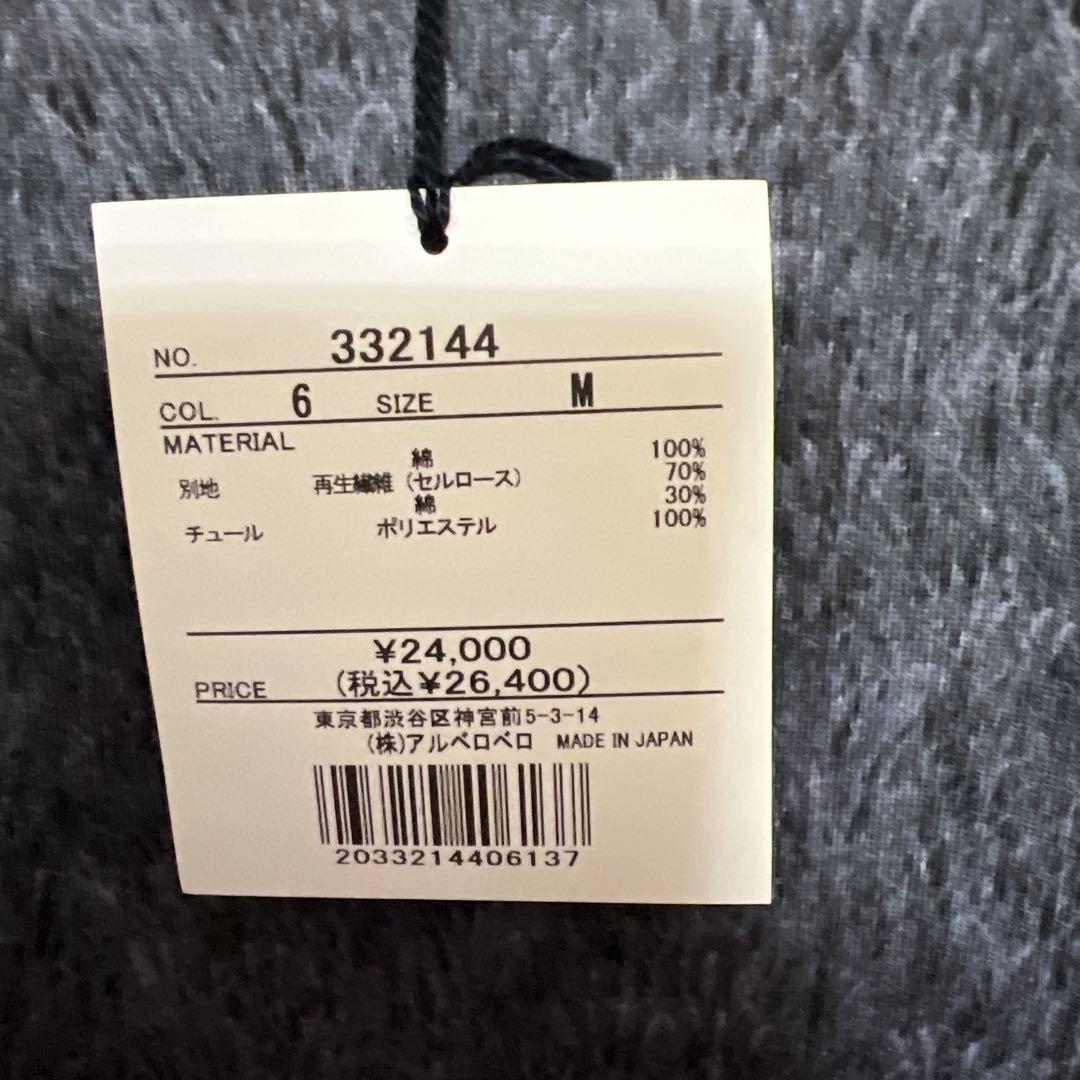 NO. 332144
COL. 6 SIZE M
MATERIAL
綿 100%
別地 再生繊維 (セルロース) 70%
綿 30%
チュール ポリエステル 100%
¥24,000
PRICE (税込¥26,400)
東京都渋谷区神宮前5-3-14
(株)アルベロベロ MADE IN JAPAN
2033214406137